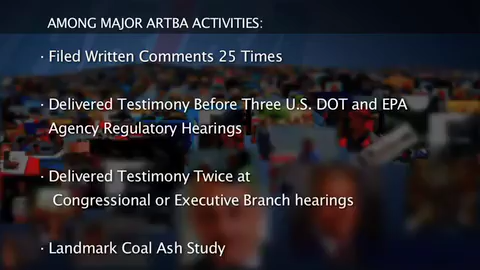 AMONG MAJOR ARTBA ACTIVITIES:
· Filed Written Comments 25 Times
· Delivered Testimony Before Three U.S. DOT and EPA
Agency Regulatory Hearings
· Delivered Testimony Twice at
Congressional or Executive Branch hearings
· Landmark Coal Ash Study